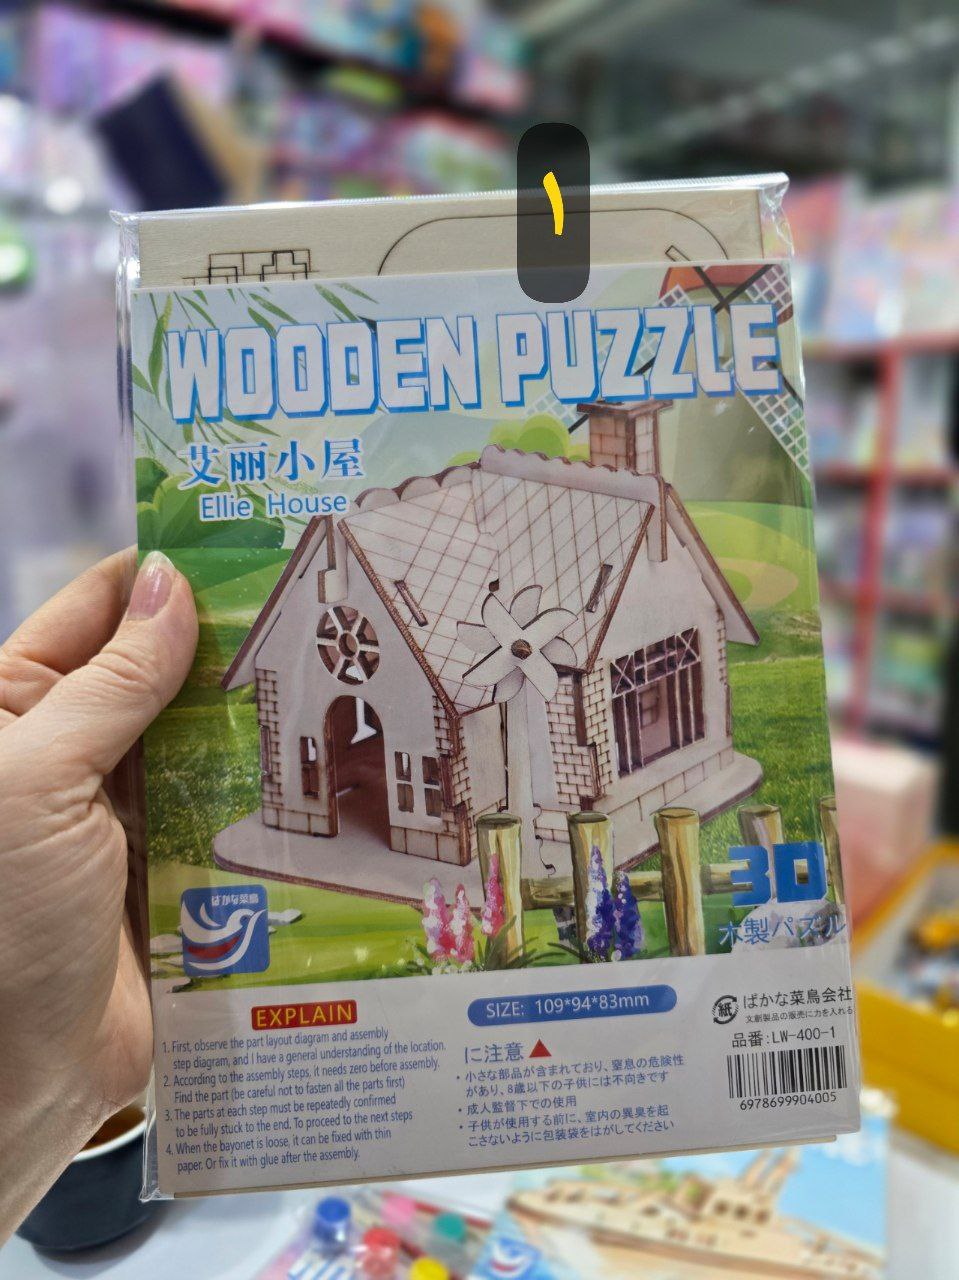 ۱
WOODEN PUZZLE
艾丽小屋
Ellie House
3D
木製パズル
ばかな菜鳥
EXPLAIN
1. First, observe the part layout diagram and assembly
step diagram, and I have a general understanding of the location.
2. According to the assembly steps, it needs zero before assembly.
Find the part (be careful not to fasten all the parts first)
3. The parts at each step must be repeatedly confirmed
to be fully stuck to the end. To proceed to the next steps
4. When the bayonet is loose, it can be fixed with thin
paper. Or fix it with glue after the assembly.
SIZE: 109*94*83mm
に注意
・小さな部品が含まれており、窒息の危険性
があり、8歳以下の子供には不向きです
・成人監督下での使用
・子供が使用する前に、室内の異臭を起
こさないように包装袋をはがしてください
紙
ばかな菜鳥会社
文創製品の販売に力を入れる
品番:LW-400-1
6978699904005